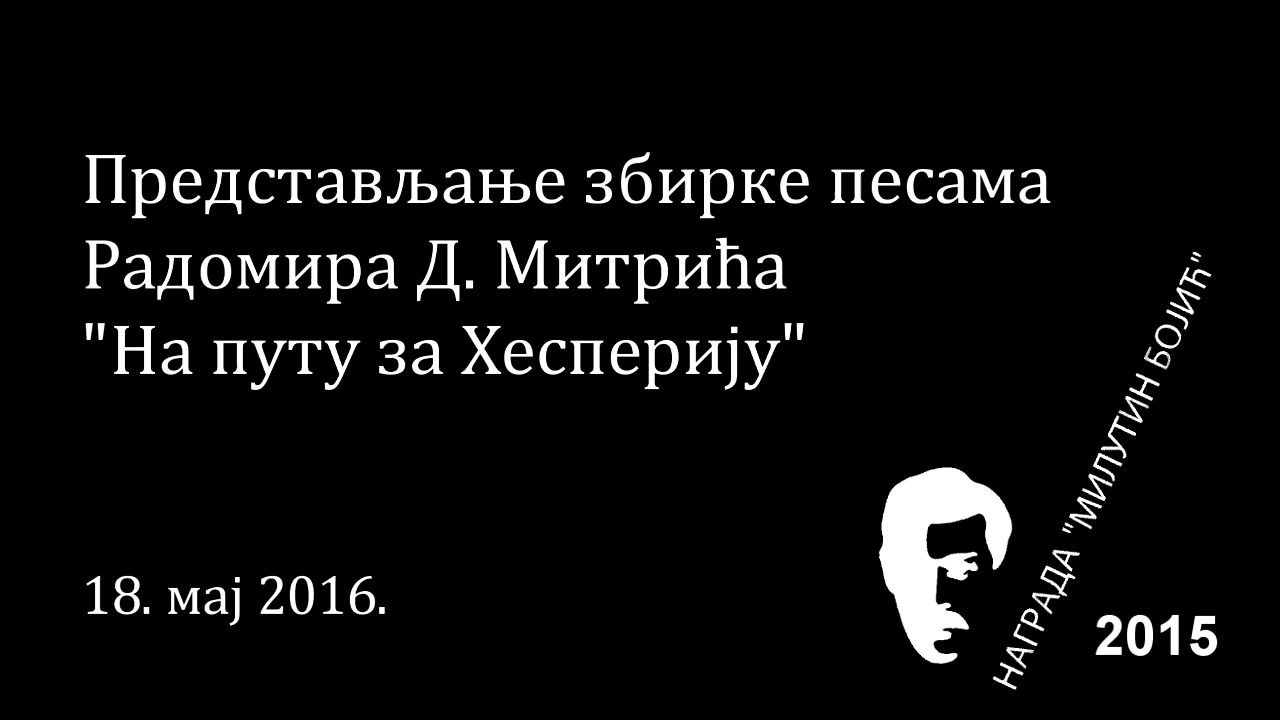 Представљање збирке песама
Радомира Д. Митрића
"На путу за Хесперију"
18. мај 2016.
НАГРАДА "МИЛУТИН БОЈИЋ"
2015